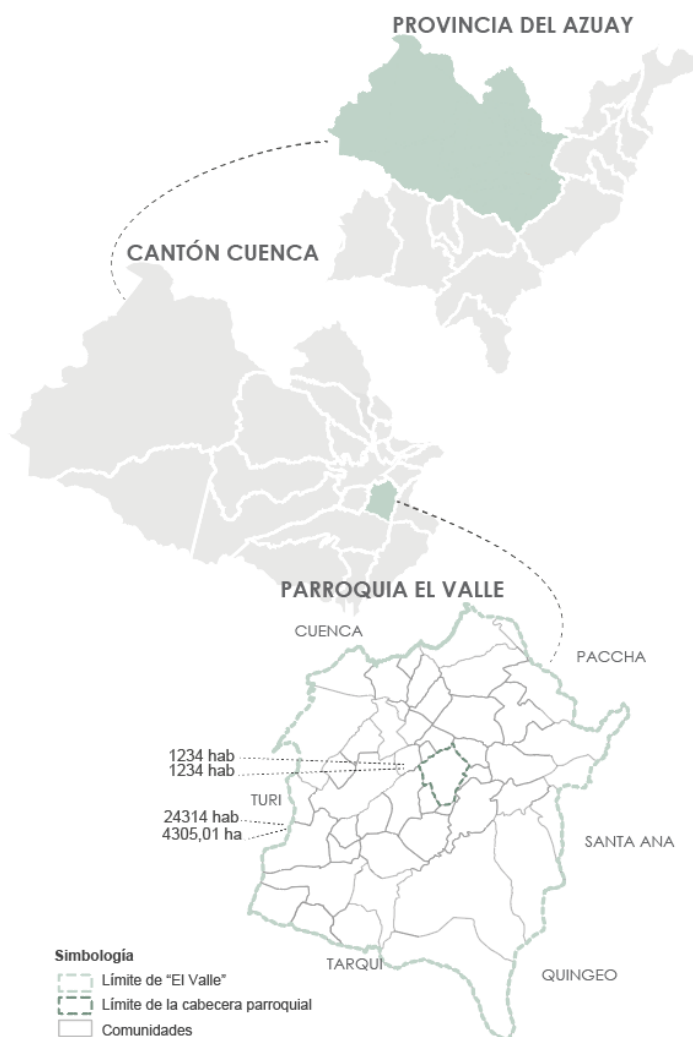 PROVINCIA DEL AZUAY
CANTÓN CUENCA
PARROQUIA EL VALLE
CUENCA
PACCHA
1234 hab
1234 hab
TURI
24314 hab
4305,01 ha
SANTA ANA
TARQUI
QUINGEO
Simbología
Límite de "El Valle"
Límite de la cabecera parroquial
Comunidades